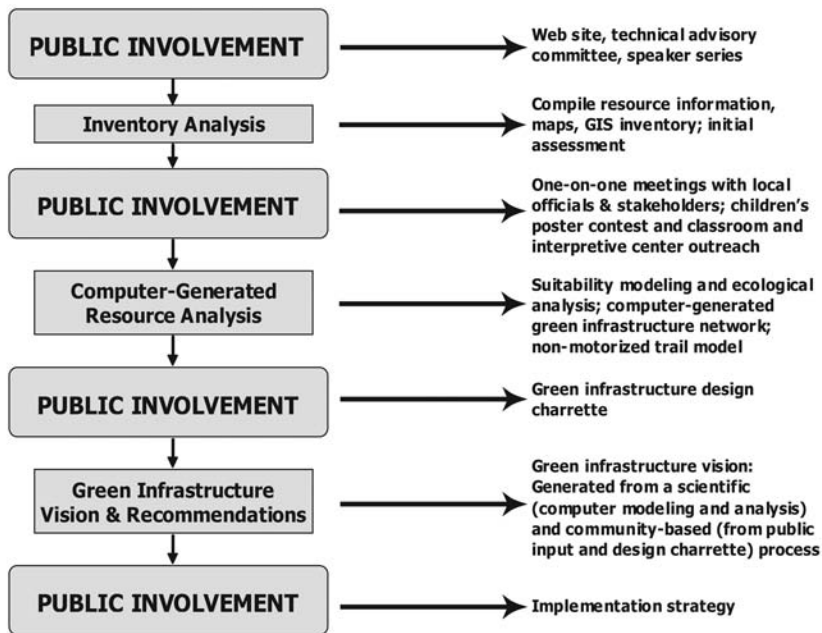 PUBLIC INVOLVEMENT
Web site, technical advisory
committee, speaker series
Inventory Analysis
Compile resource information,
maps, GIS inventory; initial
assessment
PUBLIC INVOLVEMENT
One-on-one meetings with local
officials & stakeholders; children's
poster contest and classroom and
interpretive center outreach
Computer-Generated
Resource Analysis
Suitability modeling and ecological
analysis; computer-generated
green infrastructure network;
non-motorized trail model
PUBLIC INVOLVEMENT
Green infrastructure design
charrette
Green Infrastructure
Vision & Recommendations
Green infrastructure vision:
Generated from a scientific
(computer modeling and analysis)
and community-based (from public
input and design charrette) process
PUBLIC INVOLVEMENT
Implementation strategy